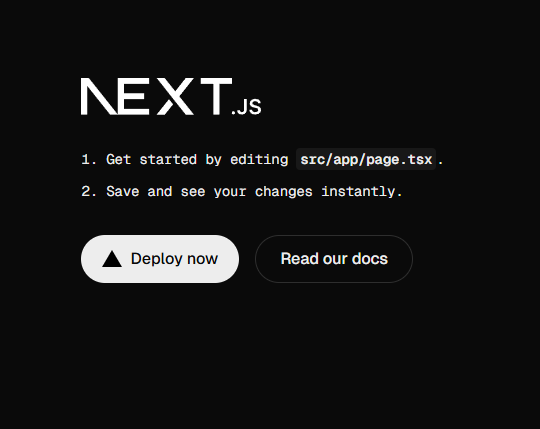 NEXT.JS
1. Get started by editing src/app/page.tsx.
2. Save and see your changes instantly.
Deploy now
Read our docs